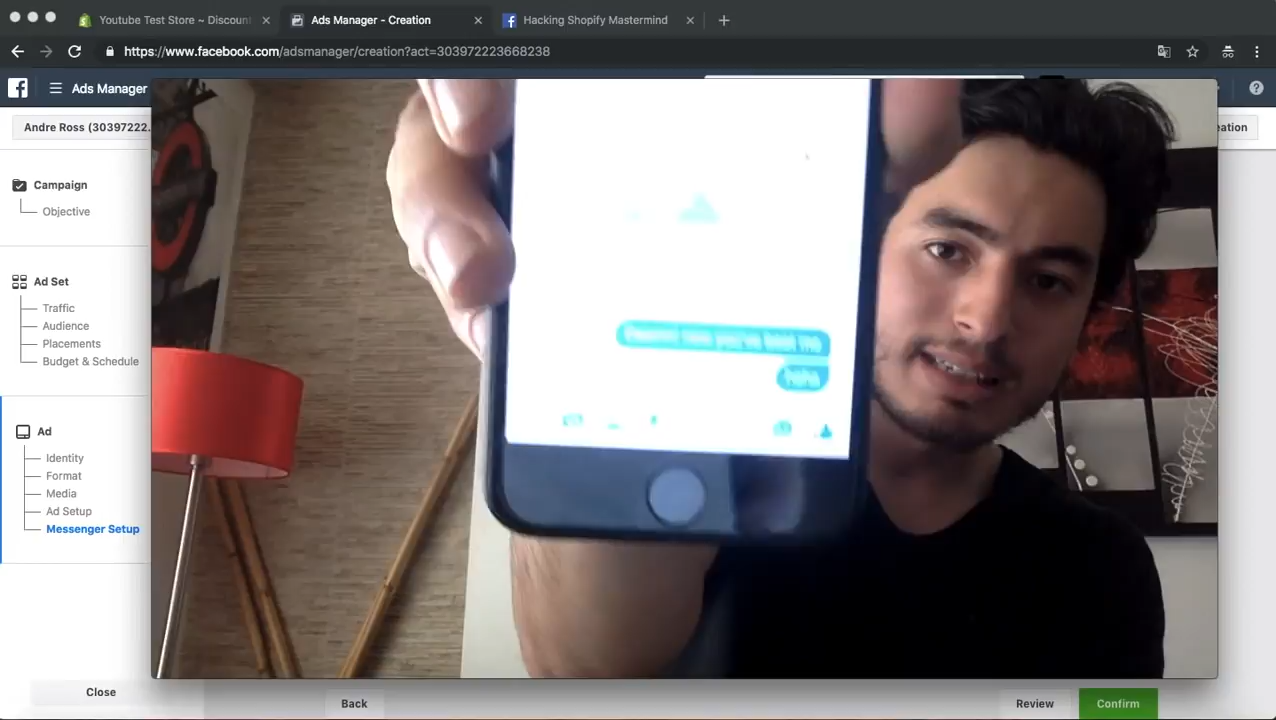 Youtube Test Store ~ Discount
Ads Manager - Creation
Hacking Shopify Mastermind
https://www.facebook.com/adsmanager/creation?act=303972223668238
Ads Manager
Andre Ross (30397222...
eation
Campaign
Objective
Ad Set
Traffic
Audience
Placements
Budget & Schedule
Ad
Identity
Format
Media
Ad Setup
Messenger Setup
haha
Close
Back
Review
Confirm